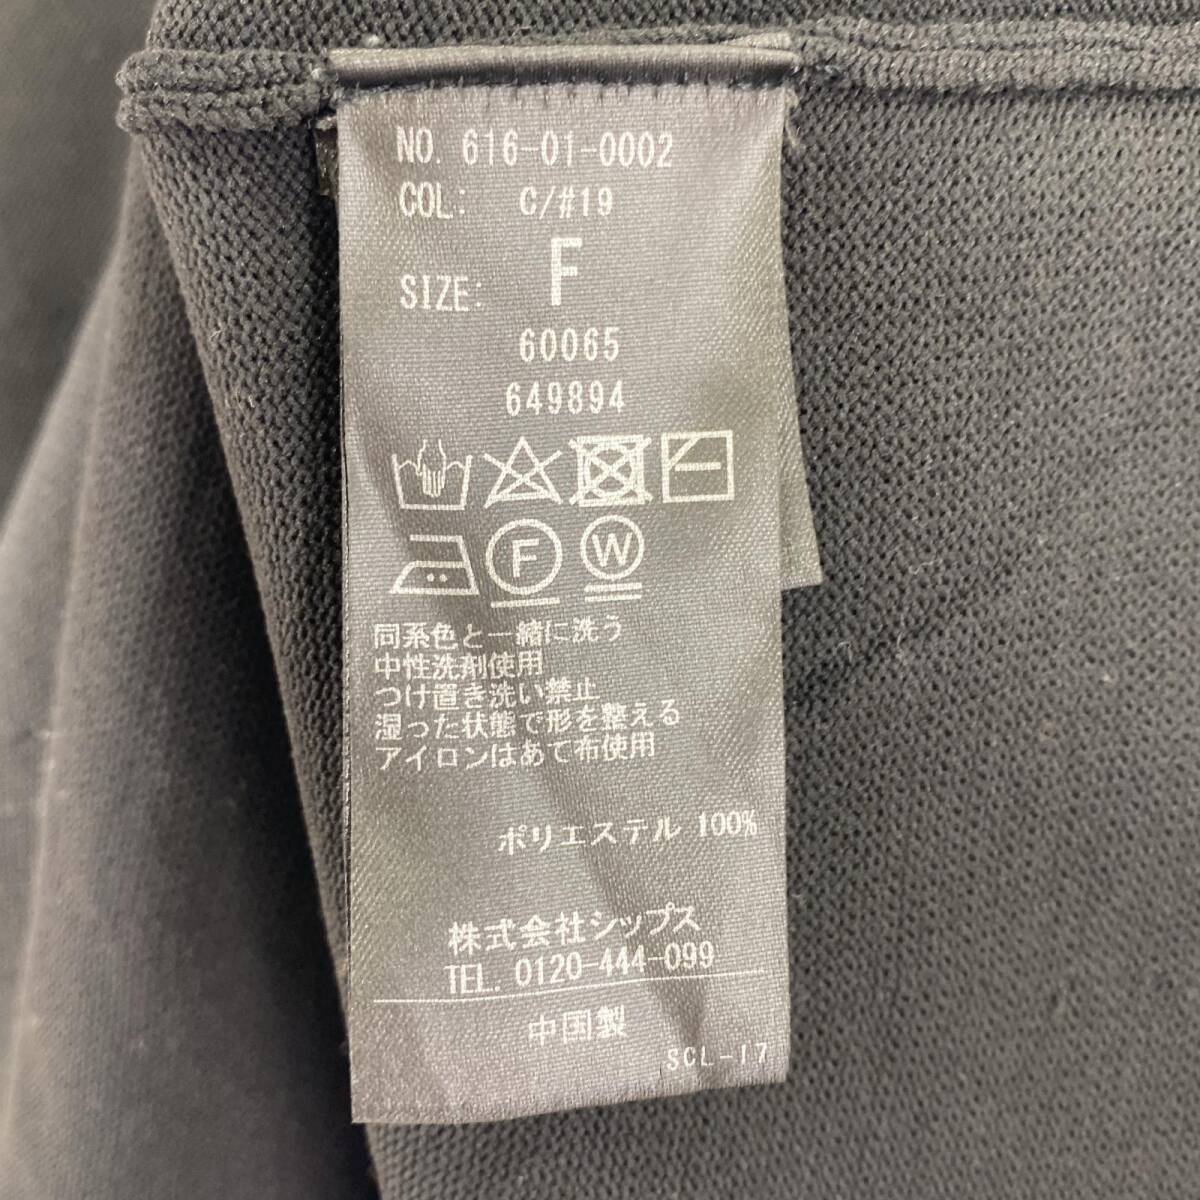 NO. 616-01-0002
COL: C/#19
SIZE: F
60065
649894
F W
同系色と一緒に洗う
中性洗剤使用
つけ置き洗い禁止
湿った状態で形を整える
アイロンはあて布使用
ポリエステル 100%
株式会社シップス
TEL. 0120-444-099
中国製
SCL-17